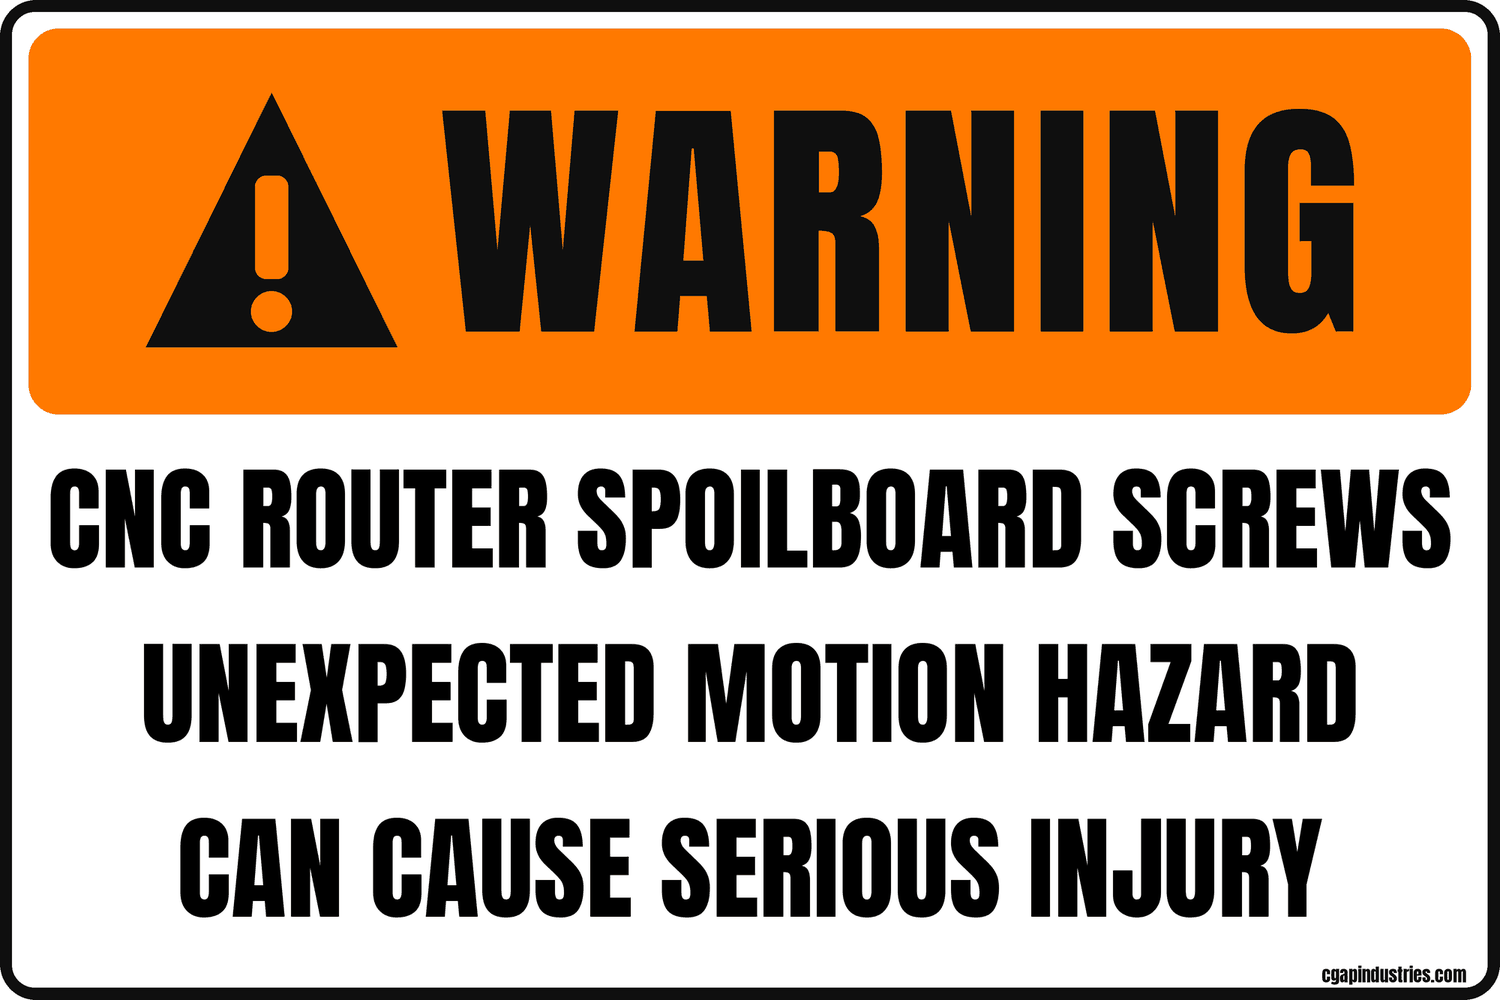 WARNING
CNC ROUTER SPOILBOARD SCREWS
UNEXPECTED MOTION HAZARD
CAN CAUSE SERIOUS INJURY
cgapindustries.com